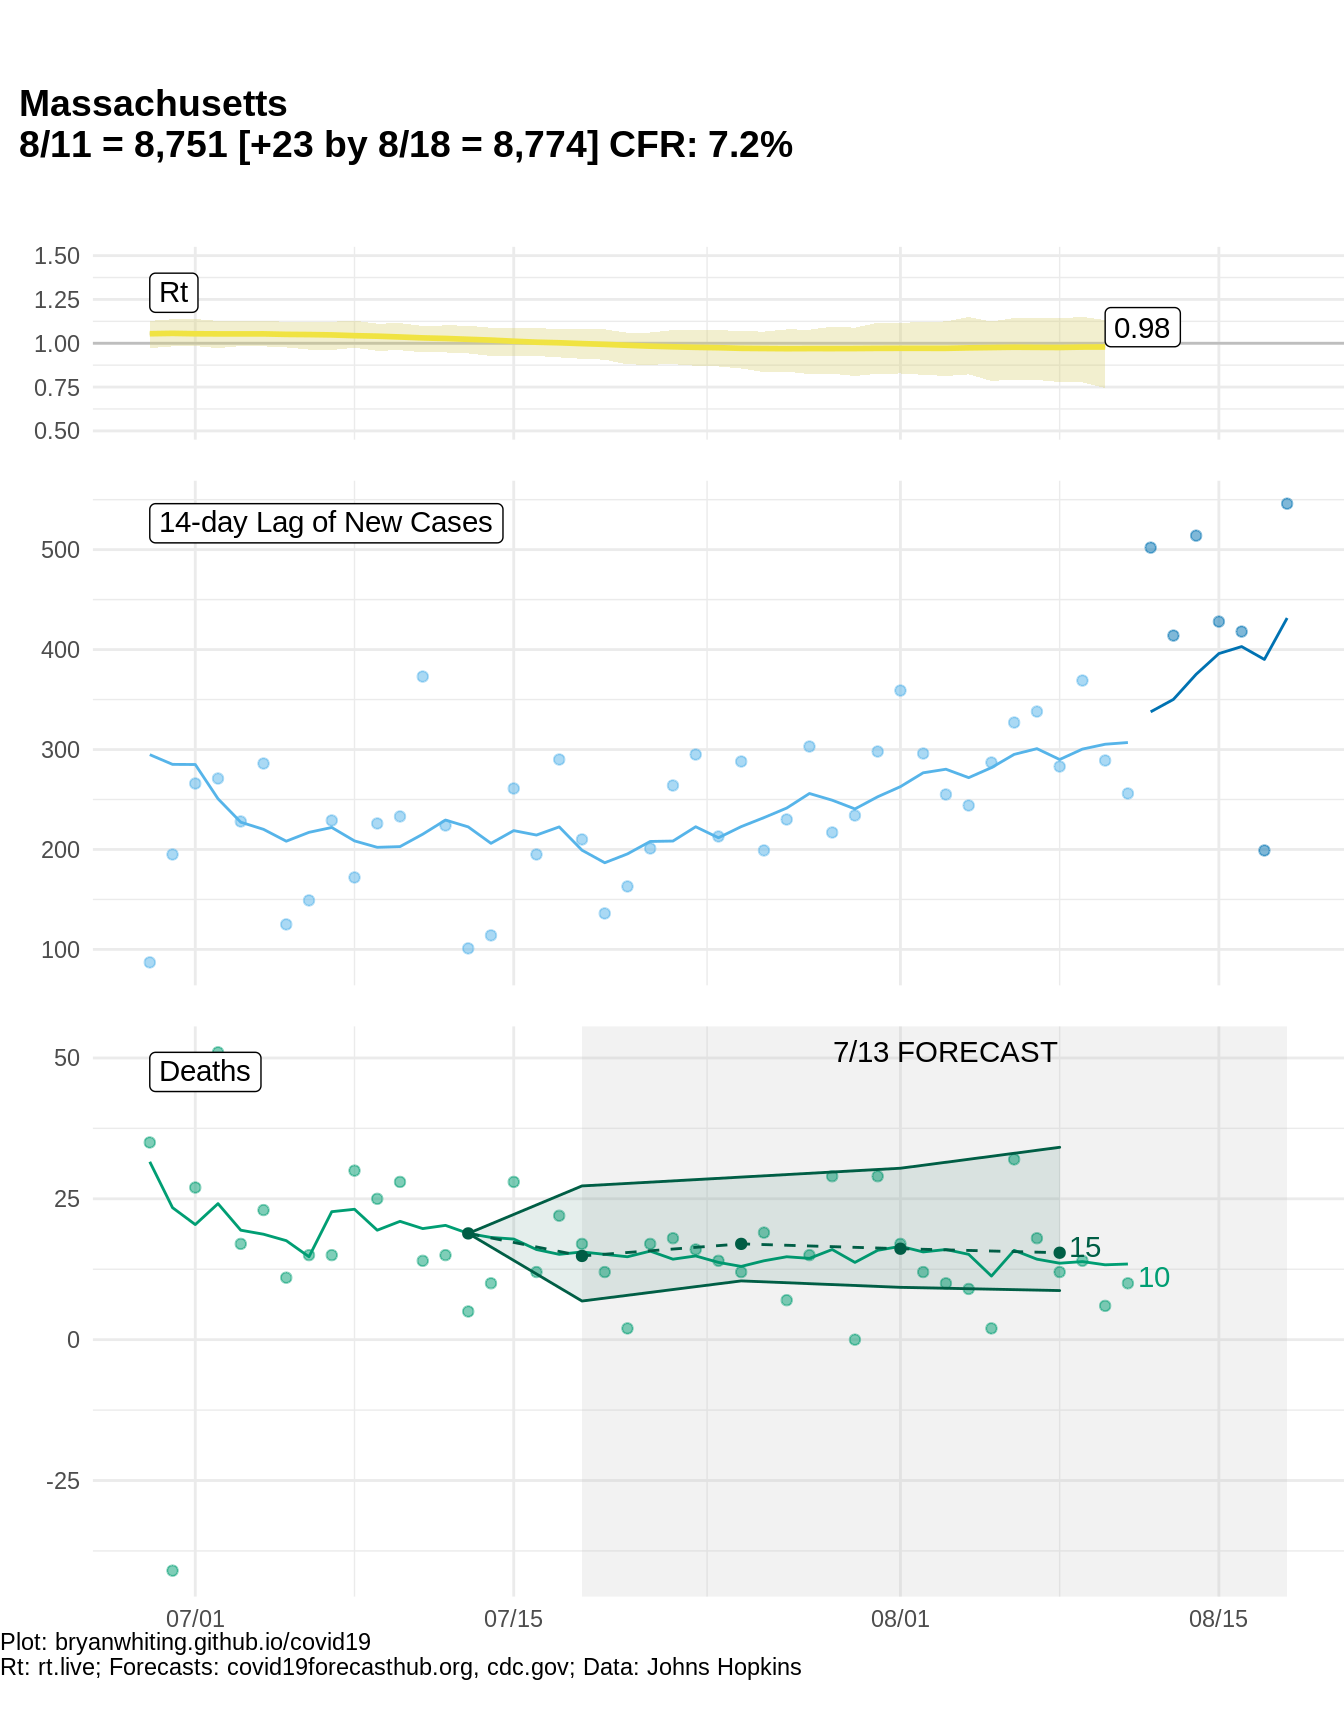 Massachusetts
8/11 = 8,751 [+23 by 8/18 = 8,774] CFR: 7.2%
1.50
Rt
1.25
0.98
1.00
0.75
0.50
14-day Lag of New Cases
500
400
300
200
100
7/13 FORECAST
50
Deaths
25
15
10
0
-25
07/01 07/15 08/01 08/15
Plot: bryanwhiting.github.io/covid19
Rt: rt.live; Forecasts: covid19forecasthub.org, cdc.gov; Data: Johns Hopkins